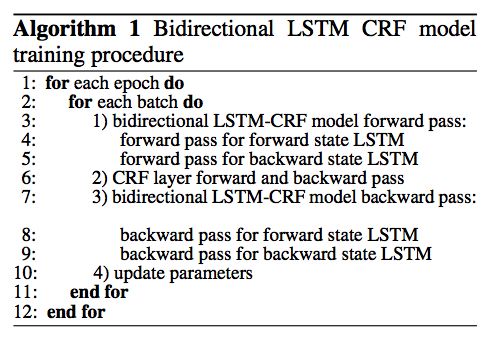 Algorithm 1 Bidirectional LSTM CRF model
training procedure
1: for each epoch do
2: for each batch do
3: 1) bidirectional LSTM-CRF model forward pass:
4: forward pass for forward state LSTM
5: forward pass for backward state LSTM
6: 2) CRF layer forward and backward pass
7: 3) bidirectional LSTM-CRF model backward pass:
8: backward pass for forward state LSTM
9: backward pass for backward state LSTM
10: 4) update parameters
11: end for
12: end for